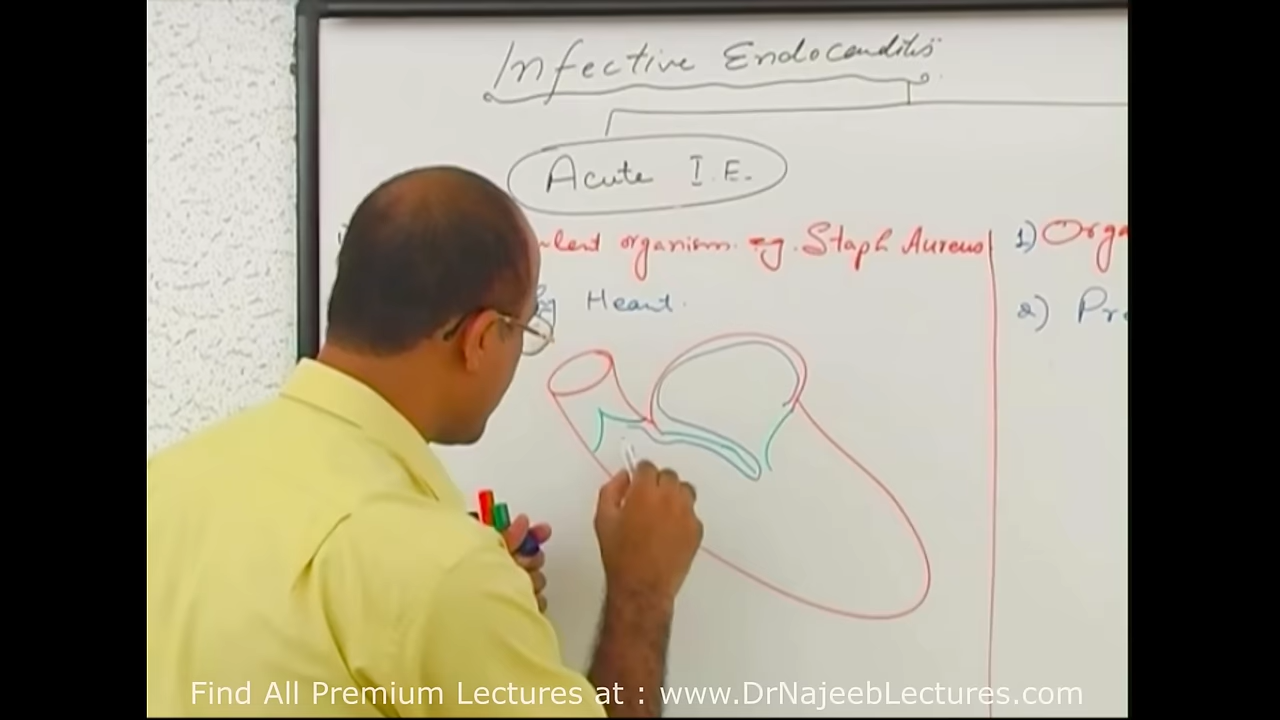 Infective Endocarditis
Acute I.E.
organism. eg. Staph Aureus
1) Orga
Heart.
2) Pr
Find All Premium Lectures at : www.DrNajeebLectures.com